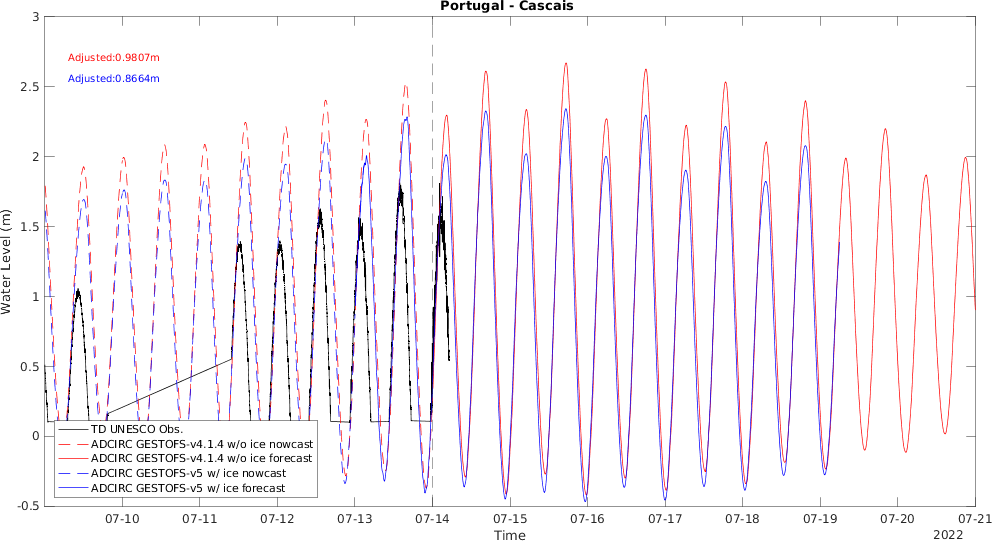 Portugal - Cascais
3
2.5
2
1.5
1
0.5
0
-0.5
Water Level (m)
Adjusted:0.9807m
Adjusted:0.8664m
TD UNESCO Obs.
ADCIRC GESTOFS-v4.1.4 w/o ice nowcast
ADCIRC GESTOFS-v4.1.4 w/o ice forecast
ADCIRC GESTOFS-v5 w/ ice nowcast
ADCIRC GESTOFS-v5 w/ ice forecast
07-10 07-11 07-12 07-13 07-14 07-15 07-16 07-17 07-18 07-19 07-20 07-21
Time
2022